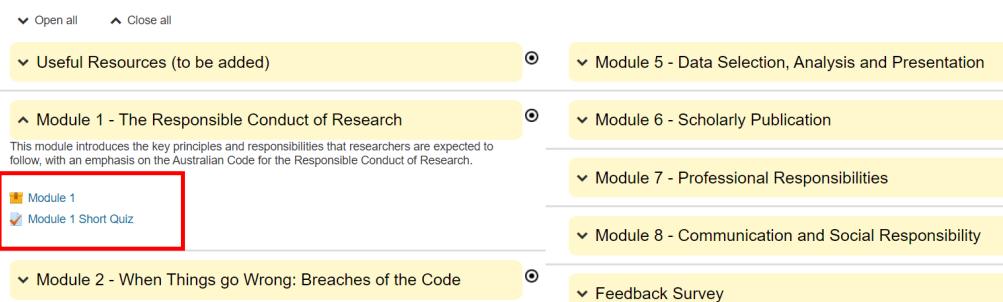 Open all Close all
Useful Resources (to be added)
Module 1 - The Responsible Conduct of Research
This module introduces the key principles and responsibilities that researchers are expected to
follow, with an emphasis on the Australian Code for the Responsible Conduct of Research.
Module 1
Module 1 Short Quiz
Module 2 - When Things go Wrong: Breaches of the Code
Module 5 - Data Selection, Analysis and Presentation
Module 6 - Scholarly Publication
Module 7 - Professional Responsibilities
Module 8 - Communication and Social Responsibility
Feedback Survey